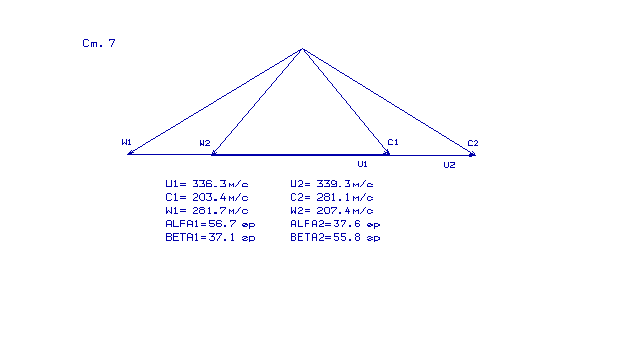 Ст. 7
W1 W2 C1 C2
U1 U2
U1= 336.3м/с U2= 339.3м/с
C1= 203.4м/с C2= 281.1м/с
W1= 281.7м/с W2= 207.4м/с
ALFA1=56.7 гр ALFA2=37.6 гр
BETA1=37.1 гр BETA2=55.8 гр